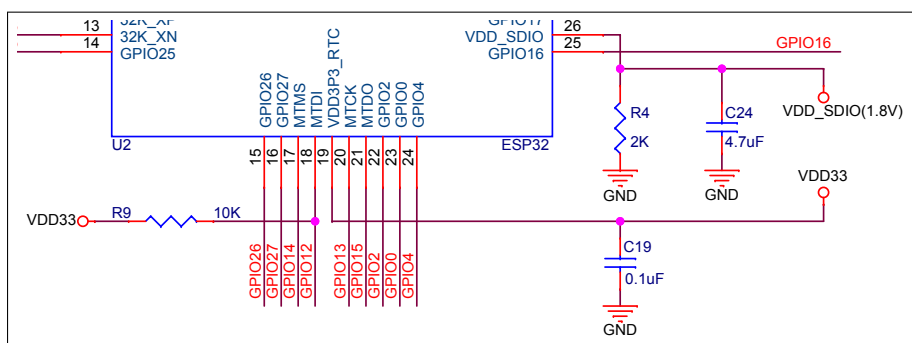 13 32K_XP
14 32K_XN
GPIO25
GPIO17
VDD_SDIO 26
GPIO16 25
GPIO16
GPIO26
GPIO27
MTMS
MTDI
VDD3P3_RTC
MTCK
MTDO
GPIO2
GPIO0
GPIO4
U2
ESP32
15
16
17
18
19
20
21
22
23
24
R4
2K
GND
C24
4.7uF
GND
VDD_SDIO(1.8V)
VDD33
VDD33
R9
10K
GPIO26
GPIO27
GPIO14
GPIO12
GPIO13
GPIO15
GPIO2
GPIO0
GPIO4
C19
0.1uF
GND